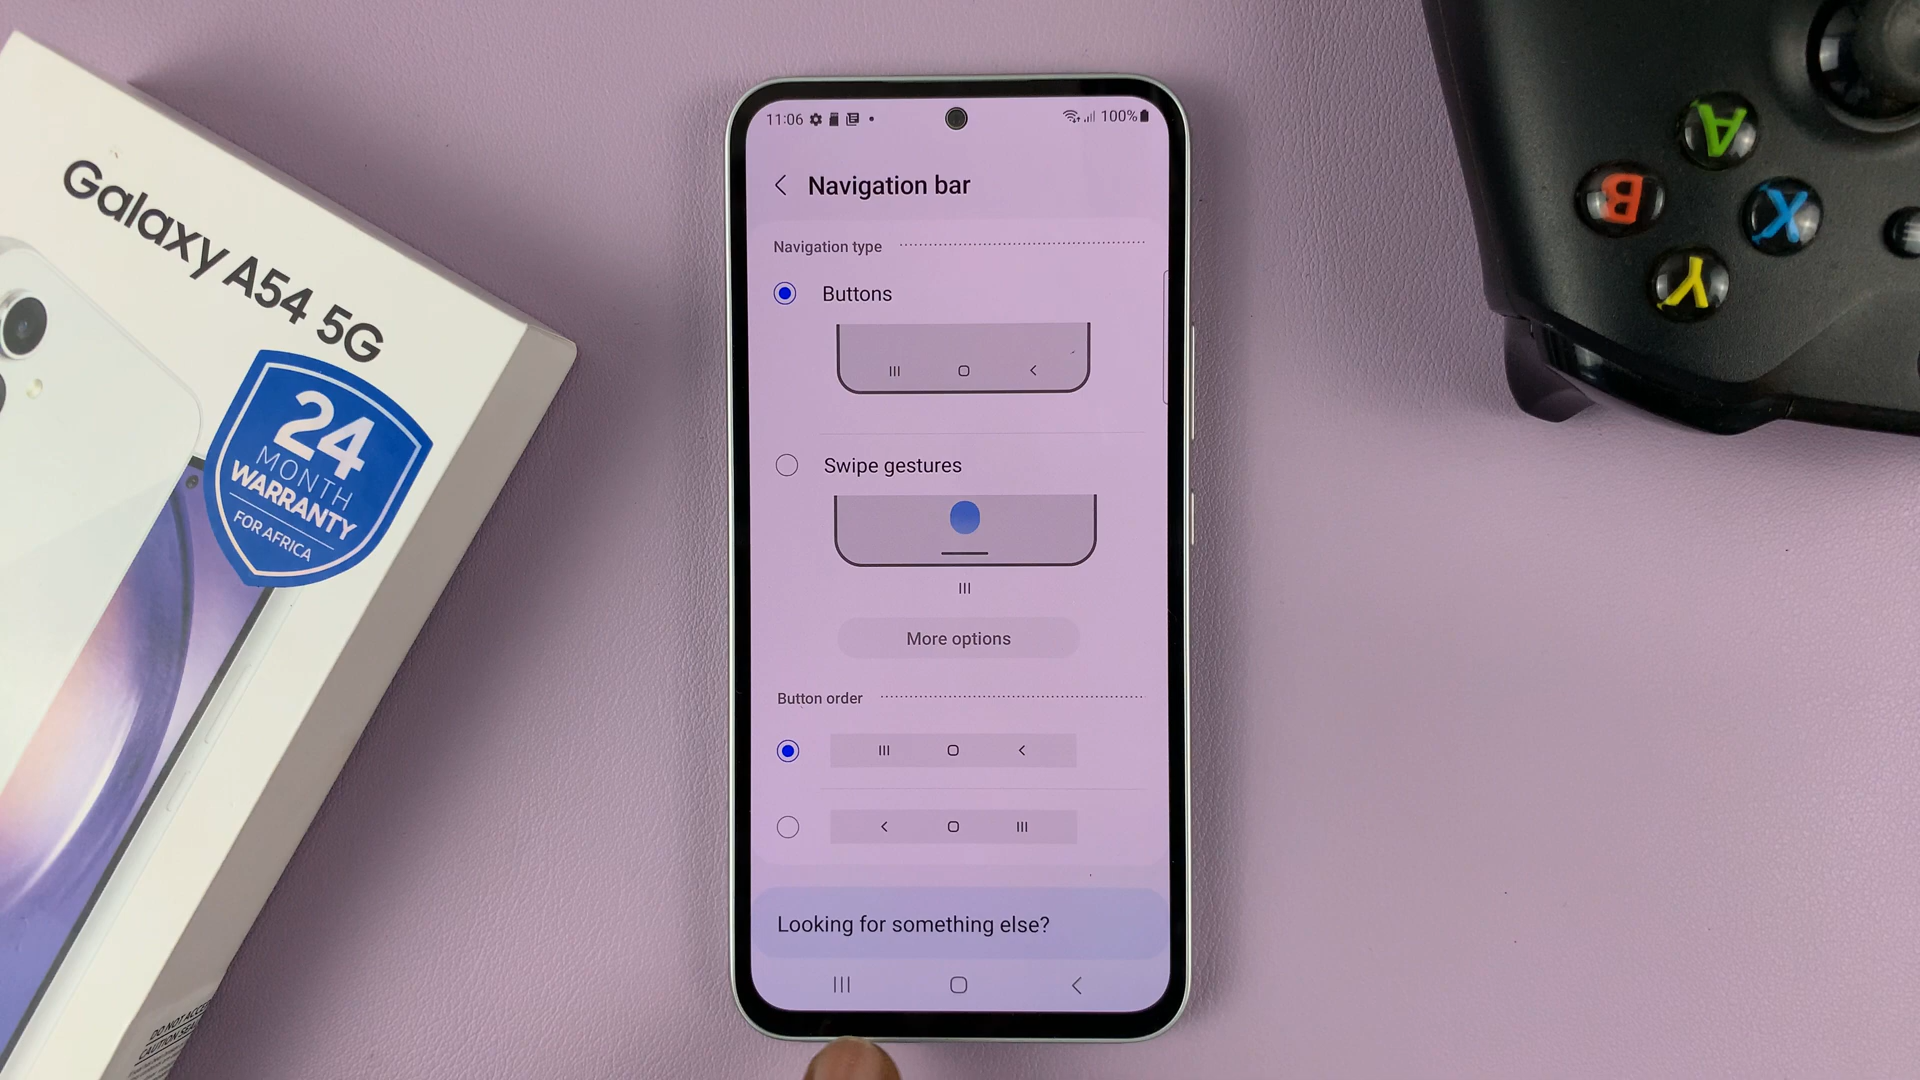 Galaxy A54 5G
24
MONTH
WARRANTY
FOR AFRICA
11:06
100%
Navigation bar
Navigation type
Buttons
Swipe gestures
More options
Button order
Looking for something else?
A
B
X
Y